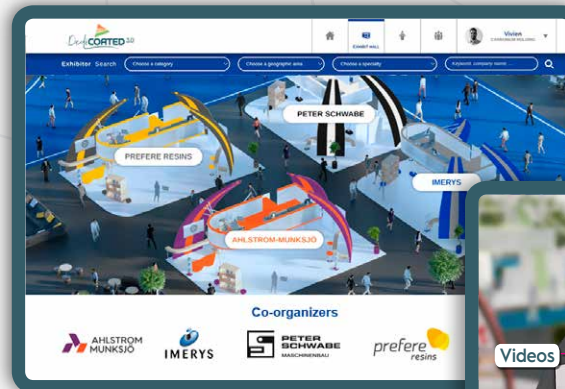 DediCOATED 3.0
EXHIBIT HALL
Vivien
Exhibitor Search
Choose a category
Choose a geographic area
Choose a specialty
Keyword, company name ...
PETER SCHWABE
PREFERE RESINS
IMERYS
AHLSTROM-MUNKSJÖ
Co-organizers
AHLSTROM
MUNKSJÖ
IMERYS
PETER
SCHWABE
MASCHINENBAU
prefere
resins
Videos